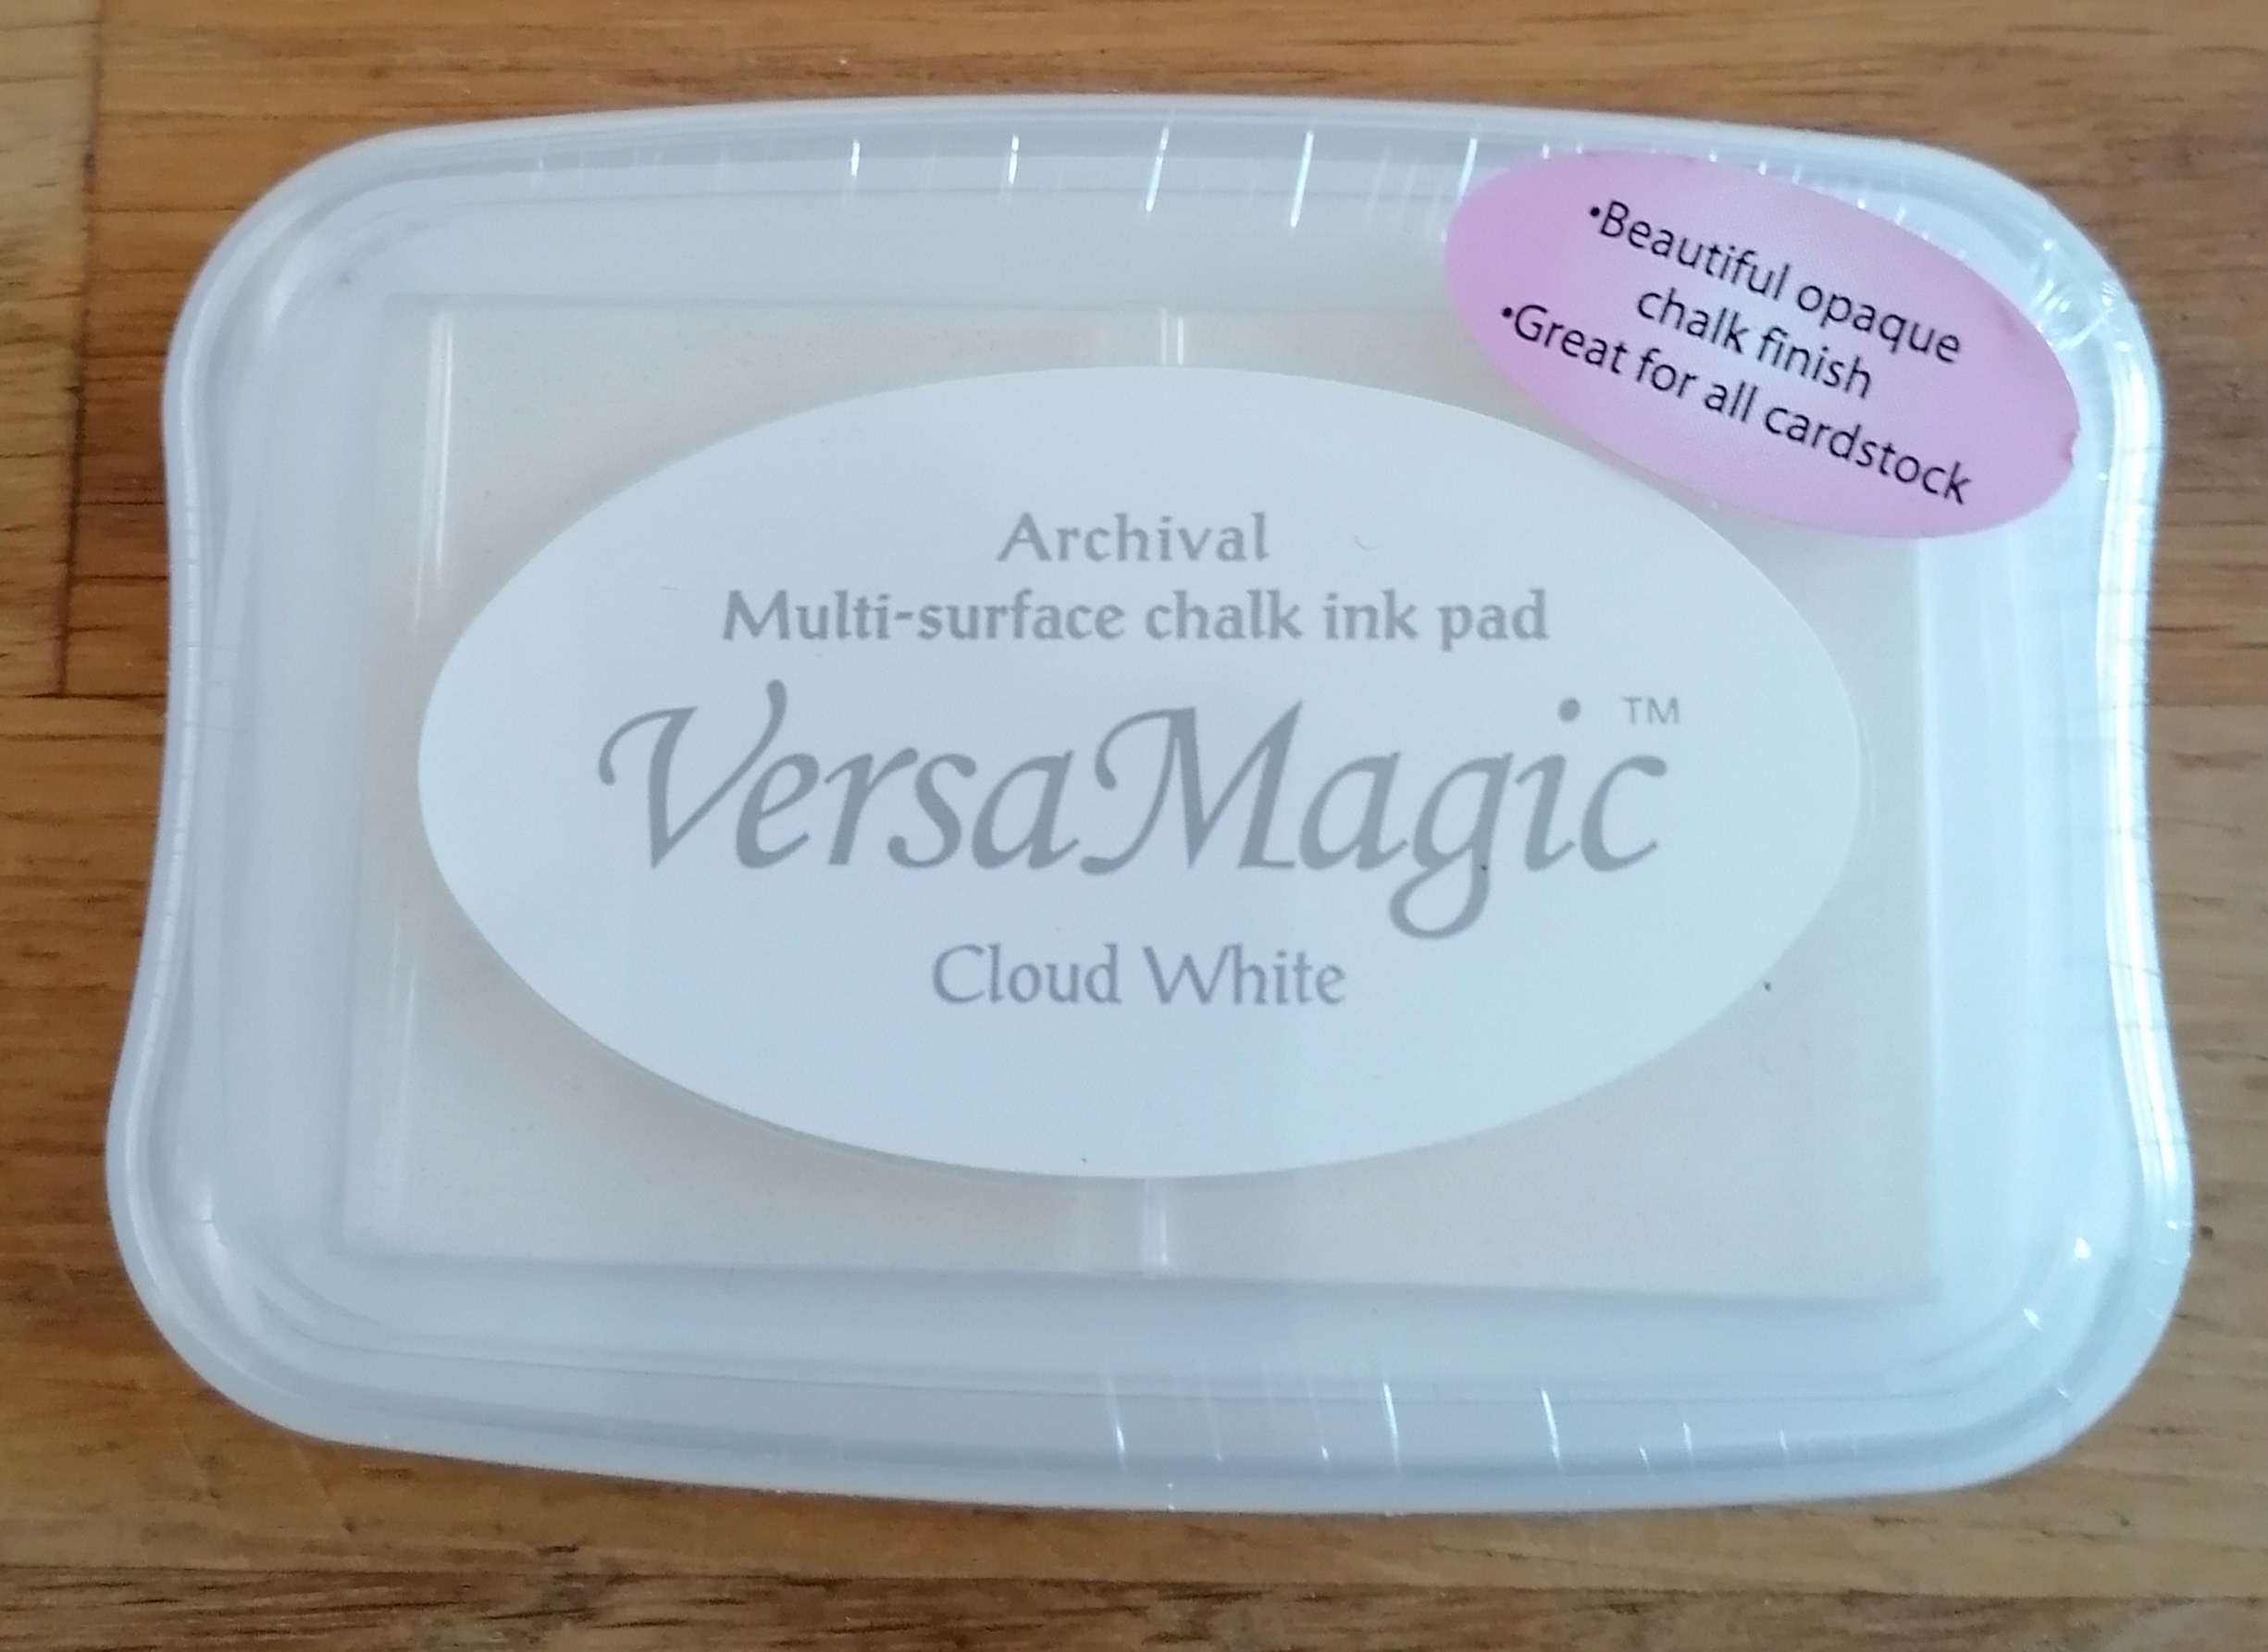 •Beautiful opaque
chalk finish
•Great for all cardstock
Archival
Multi-surface chalk ink pad
VersaMagic™
Cloud White